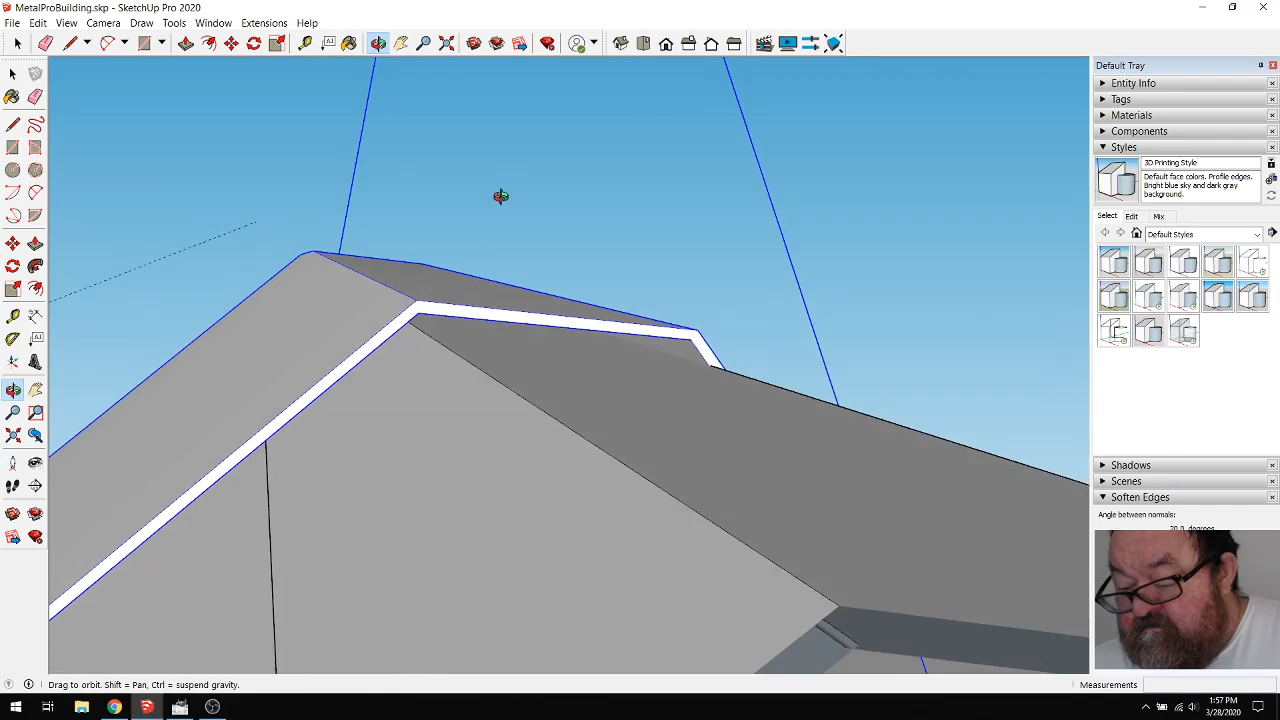 MetalProBuilding.skp - SketchUp Pro 2020
File Edit View Camera Draw Tools Window Extensions Help
Default Tray
Entity Info
Tags
Materials
Components
Styles
3D Printing Style
Default face colors. Profile edges.
Bright blue sky and dark gray
background.
Select Edit Mix
Default Styles
Shadows
Scenes
Soften Edges
Angle between normals:
20.0 degrees
Drag to orbit. Shift = Pan, Ctrl = suspend gravity.
Measurements
1:57 PM
3/28/2020